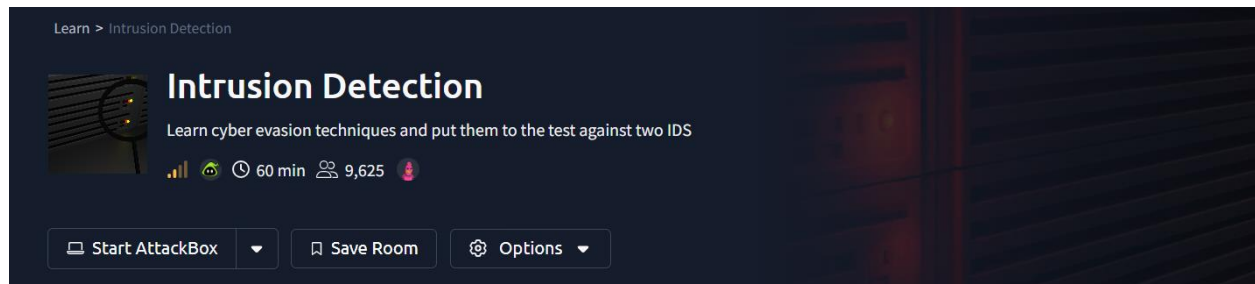 Learn > Intrusion Detection
Intrusion Detection
Learn cyber evasion techniques and put them to the test against two IDS
60 min 9,625
Start AttackBox Save Room Options